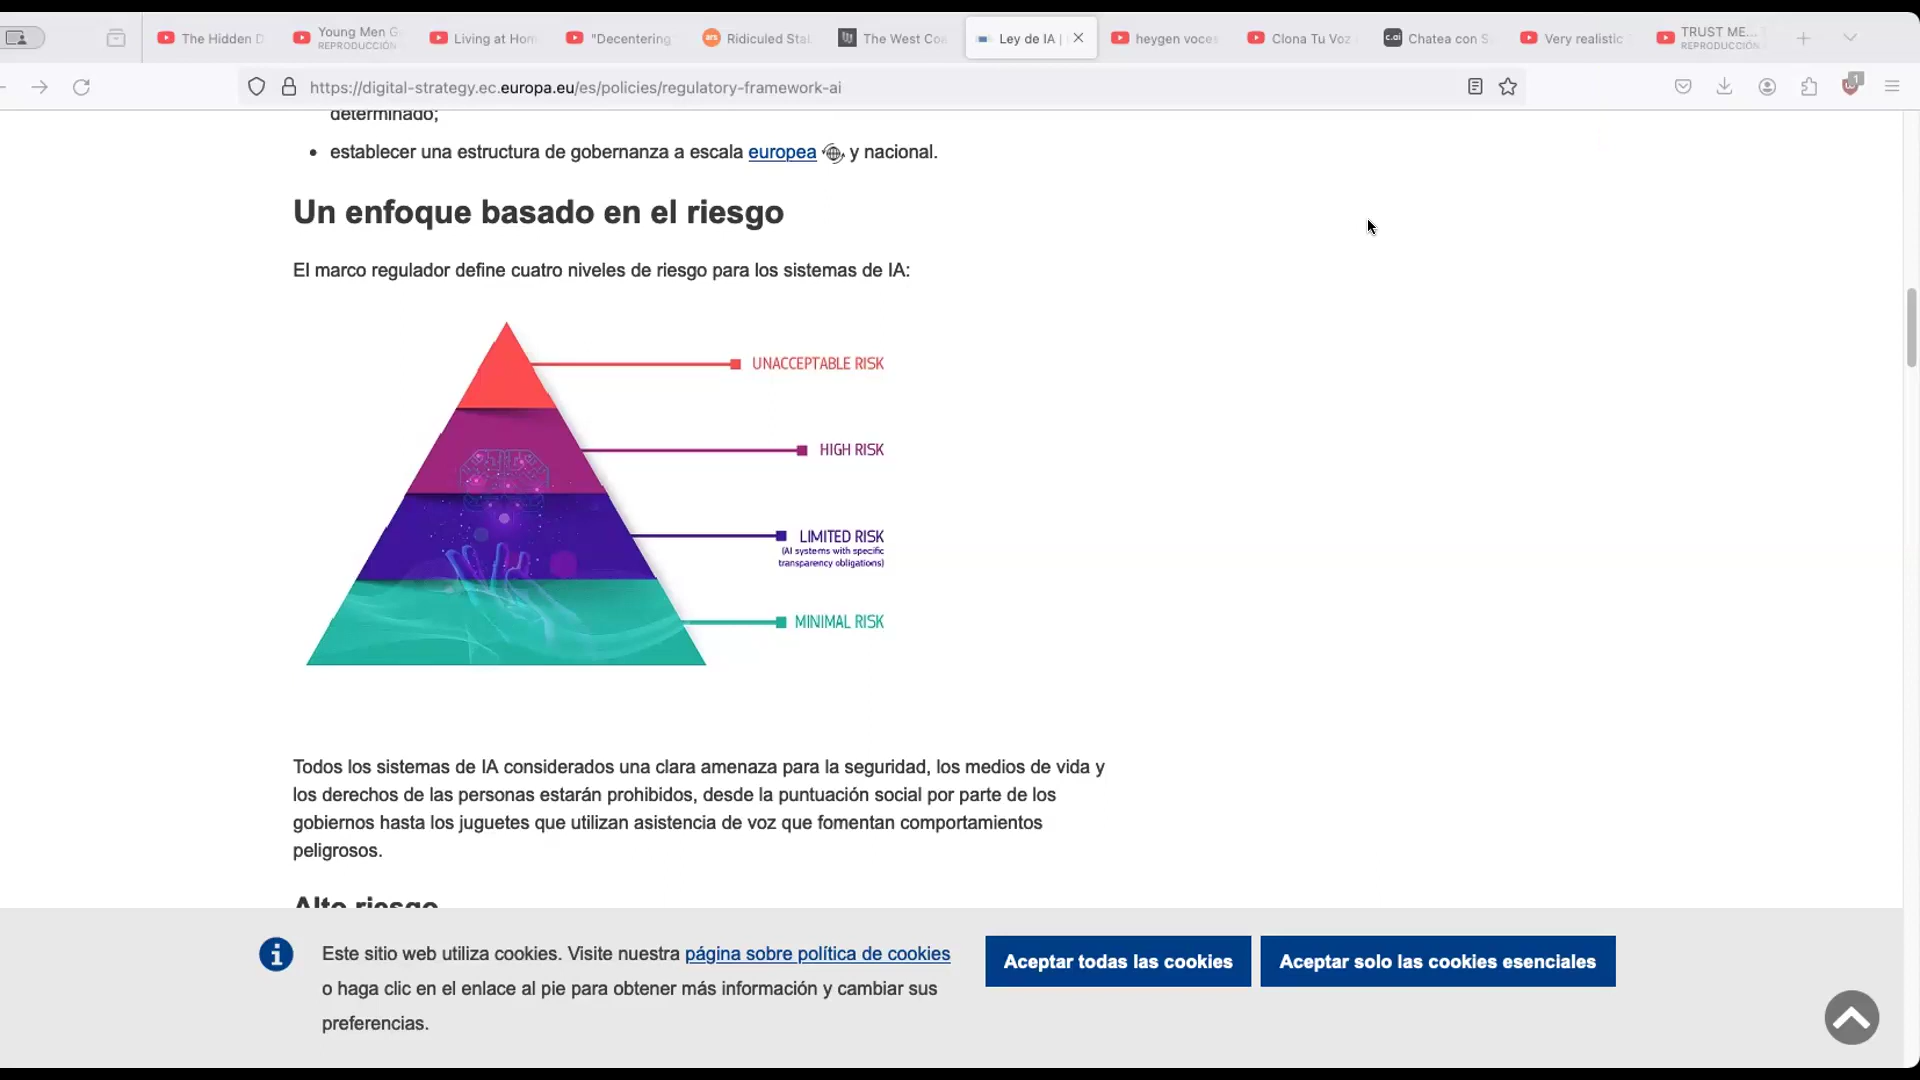 The Hidden D
Young Men G
REPRODUCCIÓN
Living at Hom
"Decentering
ars
Ridiculed Sta
The West Coa
Ley de IA |
heygen voces
Clona Tu Voz
c.ai
Chatea con S
Very realistic
TRUST ME...
REPRODUCCIÓN
https://digital-strategy.ec.europa.eu/es/policies/regulatory-framework-ai
1
determinado;
• establecer una estructura de gobernanza a escala europea y nacional.
Un enfoque basado en el riesgo
El marco regulador define cuatro niveles de riesgo para los sistemas de IA:
UNACCEPTABLE RISK
HIGH RISK
LIMITED RISK
(AI systems with specific
transparency obligations)
MINIMAL RISK
Todos los sistemas de IA considerados una clara amenaza para la seguridad, los medios de vida y
los derechos de las personas estarán prohibidos, desde la puntuación social por parte de los
gobiernos hasta los juguetes que utilizan asistencia de voz que fomentan comportamientos
peligrosos.
Alto riesgo
Este sitio web utiliza cookies. Visite nuestra página sobre política de cookies
o haga clic en el enlace al pie para obtener más información y cambiar sus
preferencias.
Aceptar todas las cookies
Aceptar solo las cookies esenciales